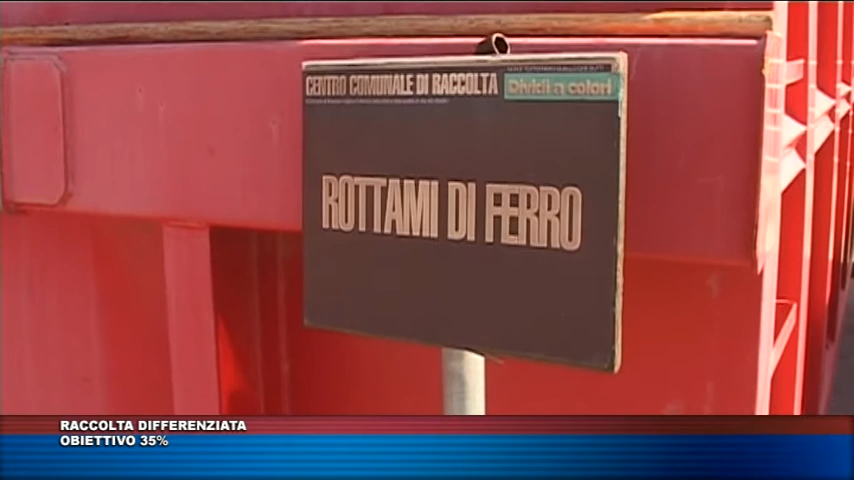 CENTRO COMUNALE DI RACCOLTA
Dividi a colori
ROTTAMI DI FERRO
RACCOLTA DIFFERENZIATA
OBIETTIVO 35%